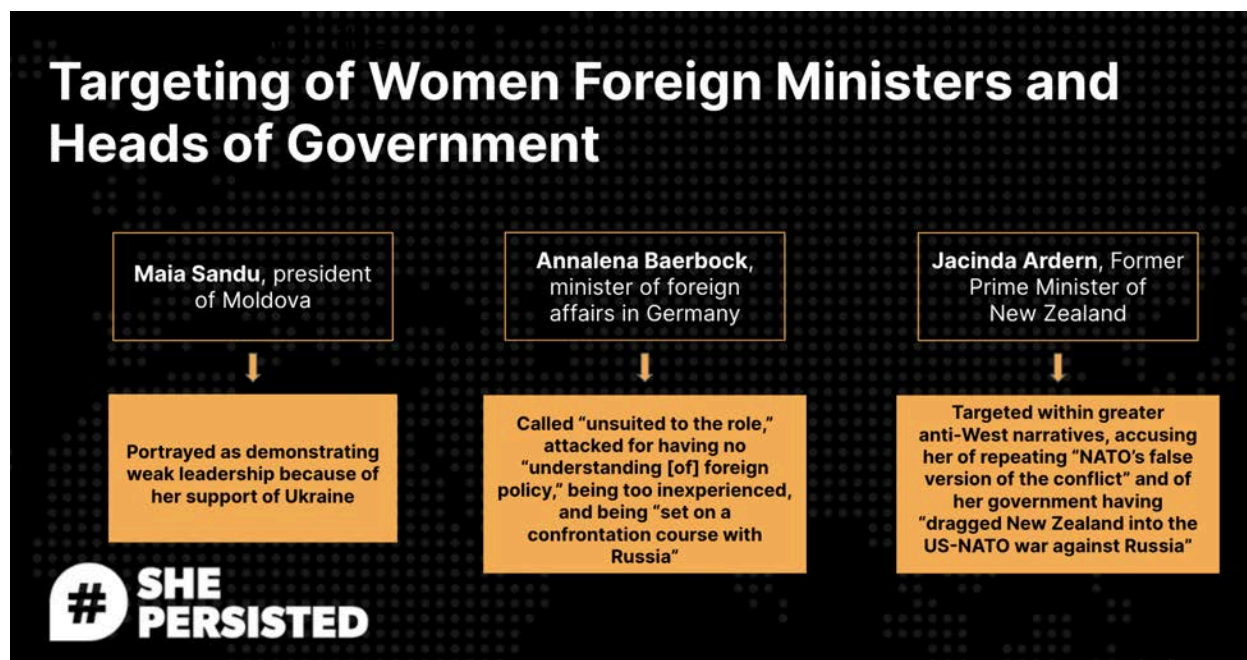 Targeting of Women Foreign Ministers and
Heads of Government
Maia Sandu, president
of Moldova
Portrayed as demonstrating
weak leadership because of
her support of Ukraine
Annalena Baerbock,
minister of foreign
affairs in Germany
Called “unsuited to the role,”
attacked for having no
“understanding [of] foreign
policy,” being too inexperienced,
and being “set on a
confrontation course with
Russia”
Jacinda Ardern, Former
Prime Minister of
New Zealand
Targeted within greater
anti-West narratives, accusing
her of repeating “NATO’s false
version of the conflict” and of
her government having
“dragged New Zealand into the
US-NATO war against Russia”
# SHE
PERSISTED